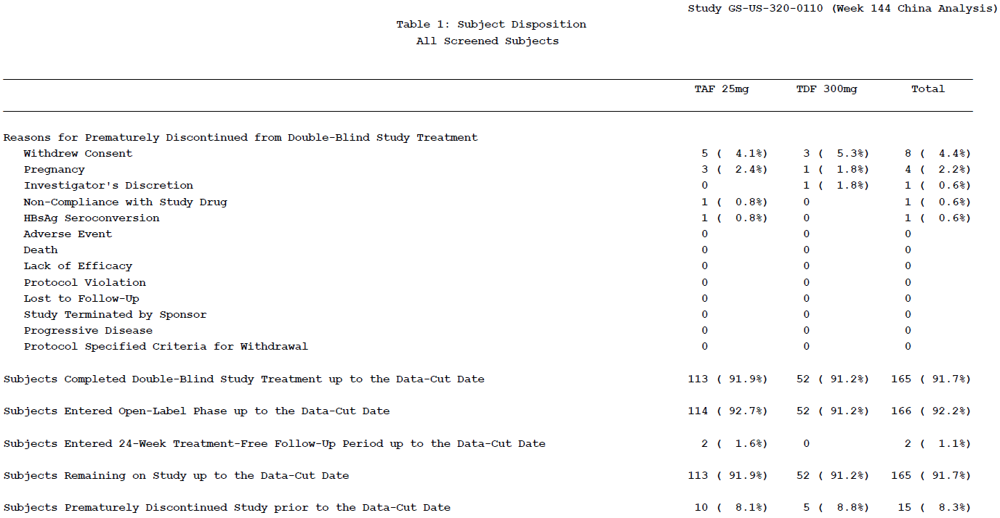 Study GS-US-320-0110 (Week 144 China Analysis)
Table 1: Subject Disposition
All Screened Subjects
TAF 25mg TDF 300mg Total
Reasons for Prematurely Discontinued from Double-Blind Study Treatment
Withdrew Consent 5 ( 4.1%) 3 ( 5.3%) 8 ( 4.4%)
Pregnancy 3 ( 2.4%) 1 ( 1.8%) 4 ( 2.2%)
Investigator's Discretion 0 1 ( 1.8%) 1 ( 0.6%)
Non-Compliance with Study Drug 1 ( 0.8%) 0 1 ( 0.6%)
HBsAg Seroconversion 1 ( 0.8%) 0 1 ( 0.6%)
Adverse Event 0 0 0
Death 0 0 0
Lack of Efficacy 0 0 0
Protocol Violation 0 0 0
Lost to Follow-Up 0 0 0
Study Terminated by Sponsor 0 0 0
Progressive Disease 0 0 0
Protocol Specified Criteria for Withdrawal 0 0 0
Subjects Completed Double-Blind Study Treatment up to the Data-Cut Date 113 ( 91.9%) 52 ( 91.2%) 165 ( 91.7%)
Subjects Entered Open-Label Phase up to the Data-Cut Date 114 ( 92.7%) 52 ( 91.2%) 166 ( 92.2%)
Subjects Entered 24-Week Treatment-Free Follow-Up Period up to the Data-Cut Date 2 ( 1.6%) 0 2 ( 1.1%)
Subjects Remaining on Study up to the Data-Cut Date 113 ( 91.9%) 52 ( 91.2%) 165 ( 91.7%)
Subjects Prematurely Discontinued Study prior to the Data-Cut Date 10 ( 8.1%) 5 ( 8.8%) 15 ( 8.3%)